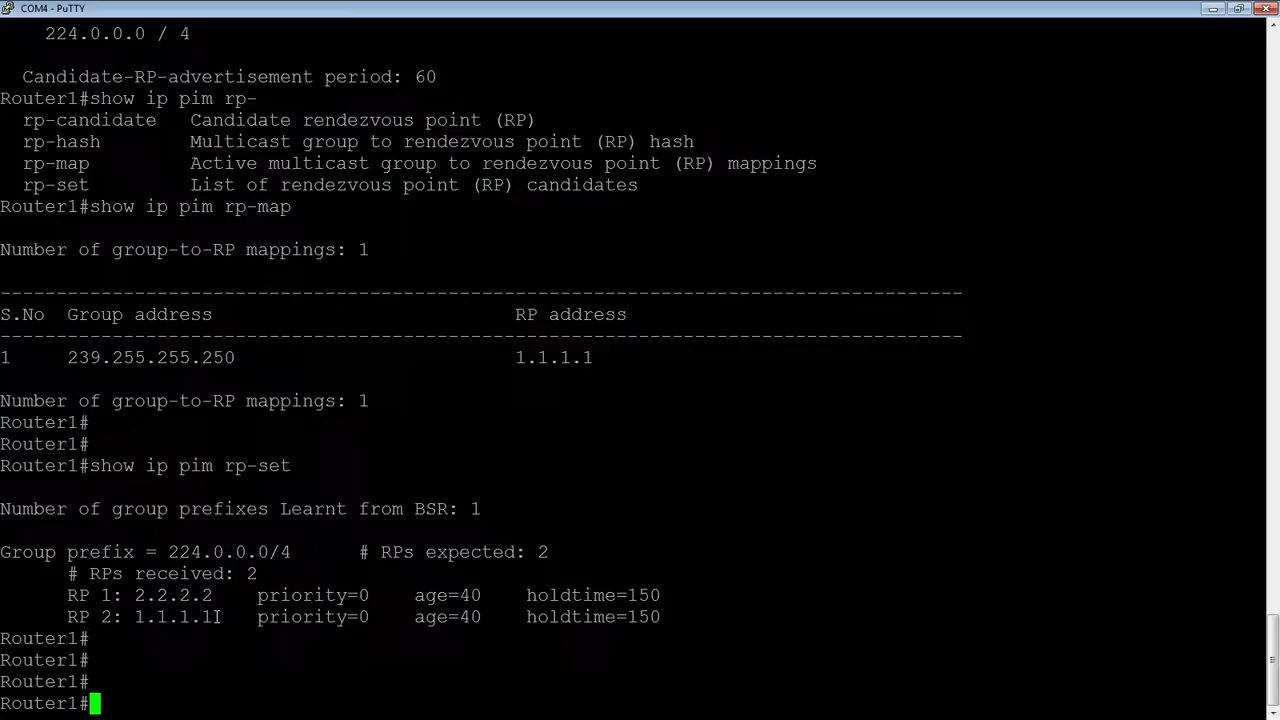 COM4 - PuTTY
224.0.0.0 / 4
Candidate-RP-advertisement period: 60
Router1#show ip pim rp-
rp-candidate   Candidate rendezvous point (RP)
rp-hash        Multicast group to rendezvous point (RP) hash
rp-map         Active multicast group to rendezvous point (RP) mappings
rp-set         List of rendezvous point (RP) candidates
Router1#show ip pim rp-map
Number of group-to-RP mappings: 1
--------------------------------------------------------------------------------------
S.No  Group address                           RP address
--------------------------------------------------------------------------------------
1     239.255.255.250                         1.1.1.1
Number of group-to-RP mappings: 1
Router1#
Router1#
Router1#show ip pim rp-set
Number of group prefixes Learnt from BSR: 1
Group prefix = 224.0.0.0/4      # RPs expected: 2
# RPs received: 2
RP 1: 2.2.2.2    priority=0    age=40    holdtime=150
RP 2: 1.1.1.1    priority=0    age=40    holdtime=150
Router1#
Router1#
Router1#
Router1#